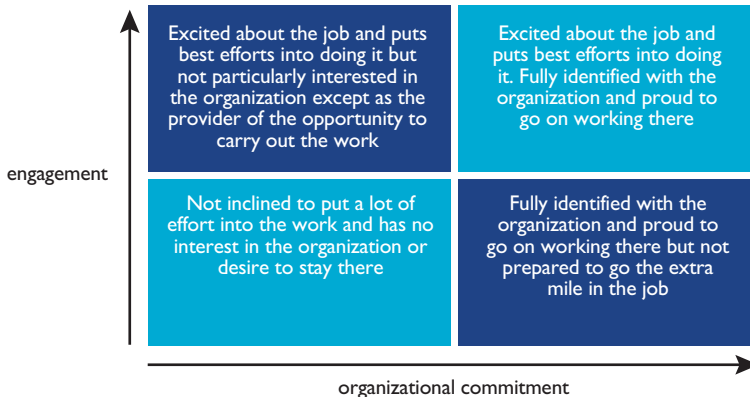 Excited about the job and puts
best efforts into doing it but
not particularly interested in
the organization except as the
provider of the opportunity to
carry out the work
Excited about the job and
puts best efforts into doing
it. Fully identified with the
organization and proud to
go on working there
engagement
Not inclined to put a lot of
effort into the work and has no
interest in the organization or
desire to stay there
Fully identified with the
organization and proud to
go on working there but not
prepared to go the extra
mile in the job
organizational commitment